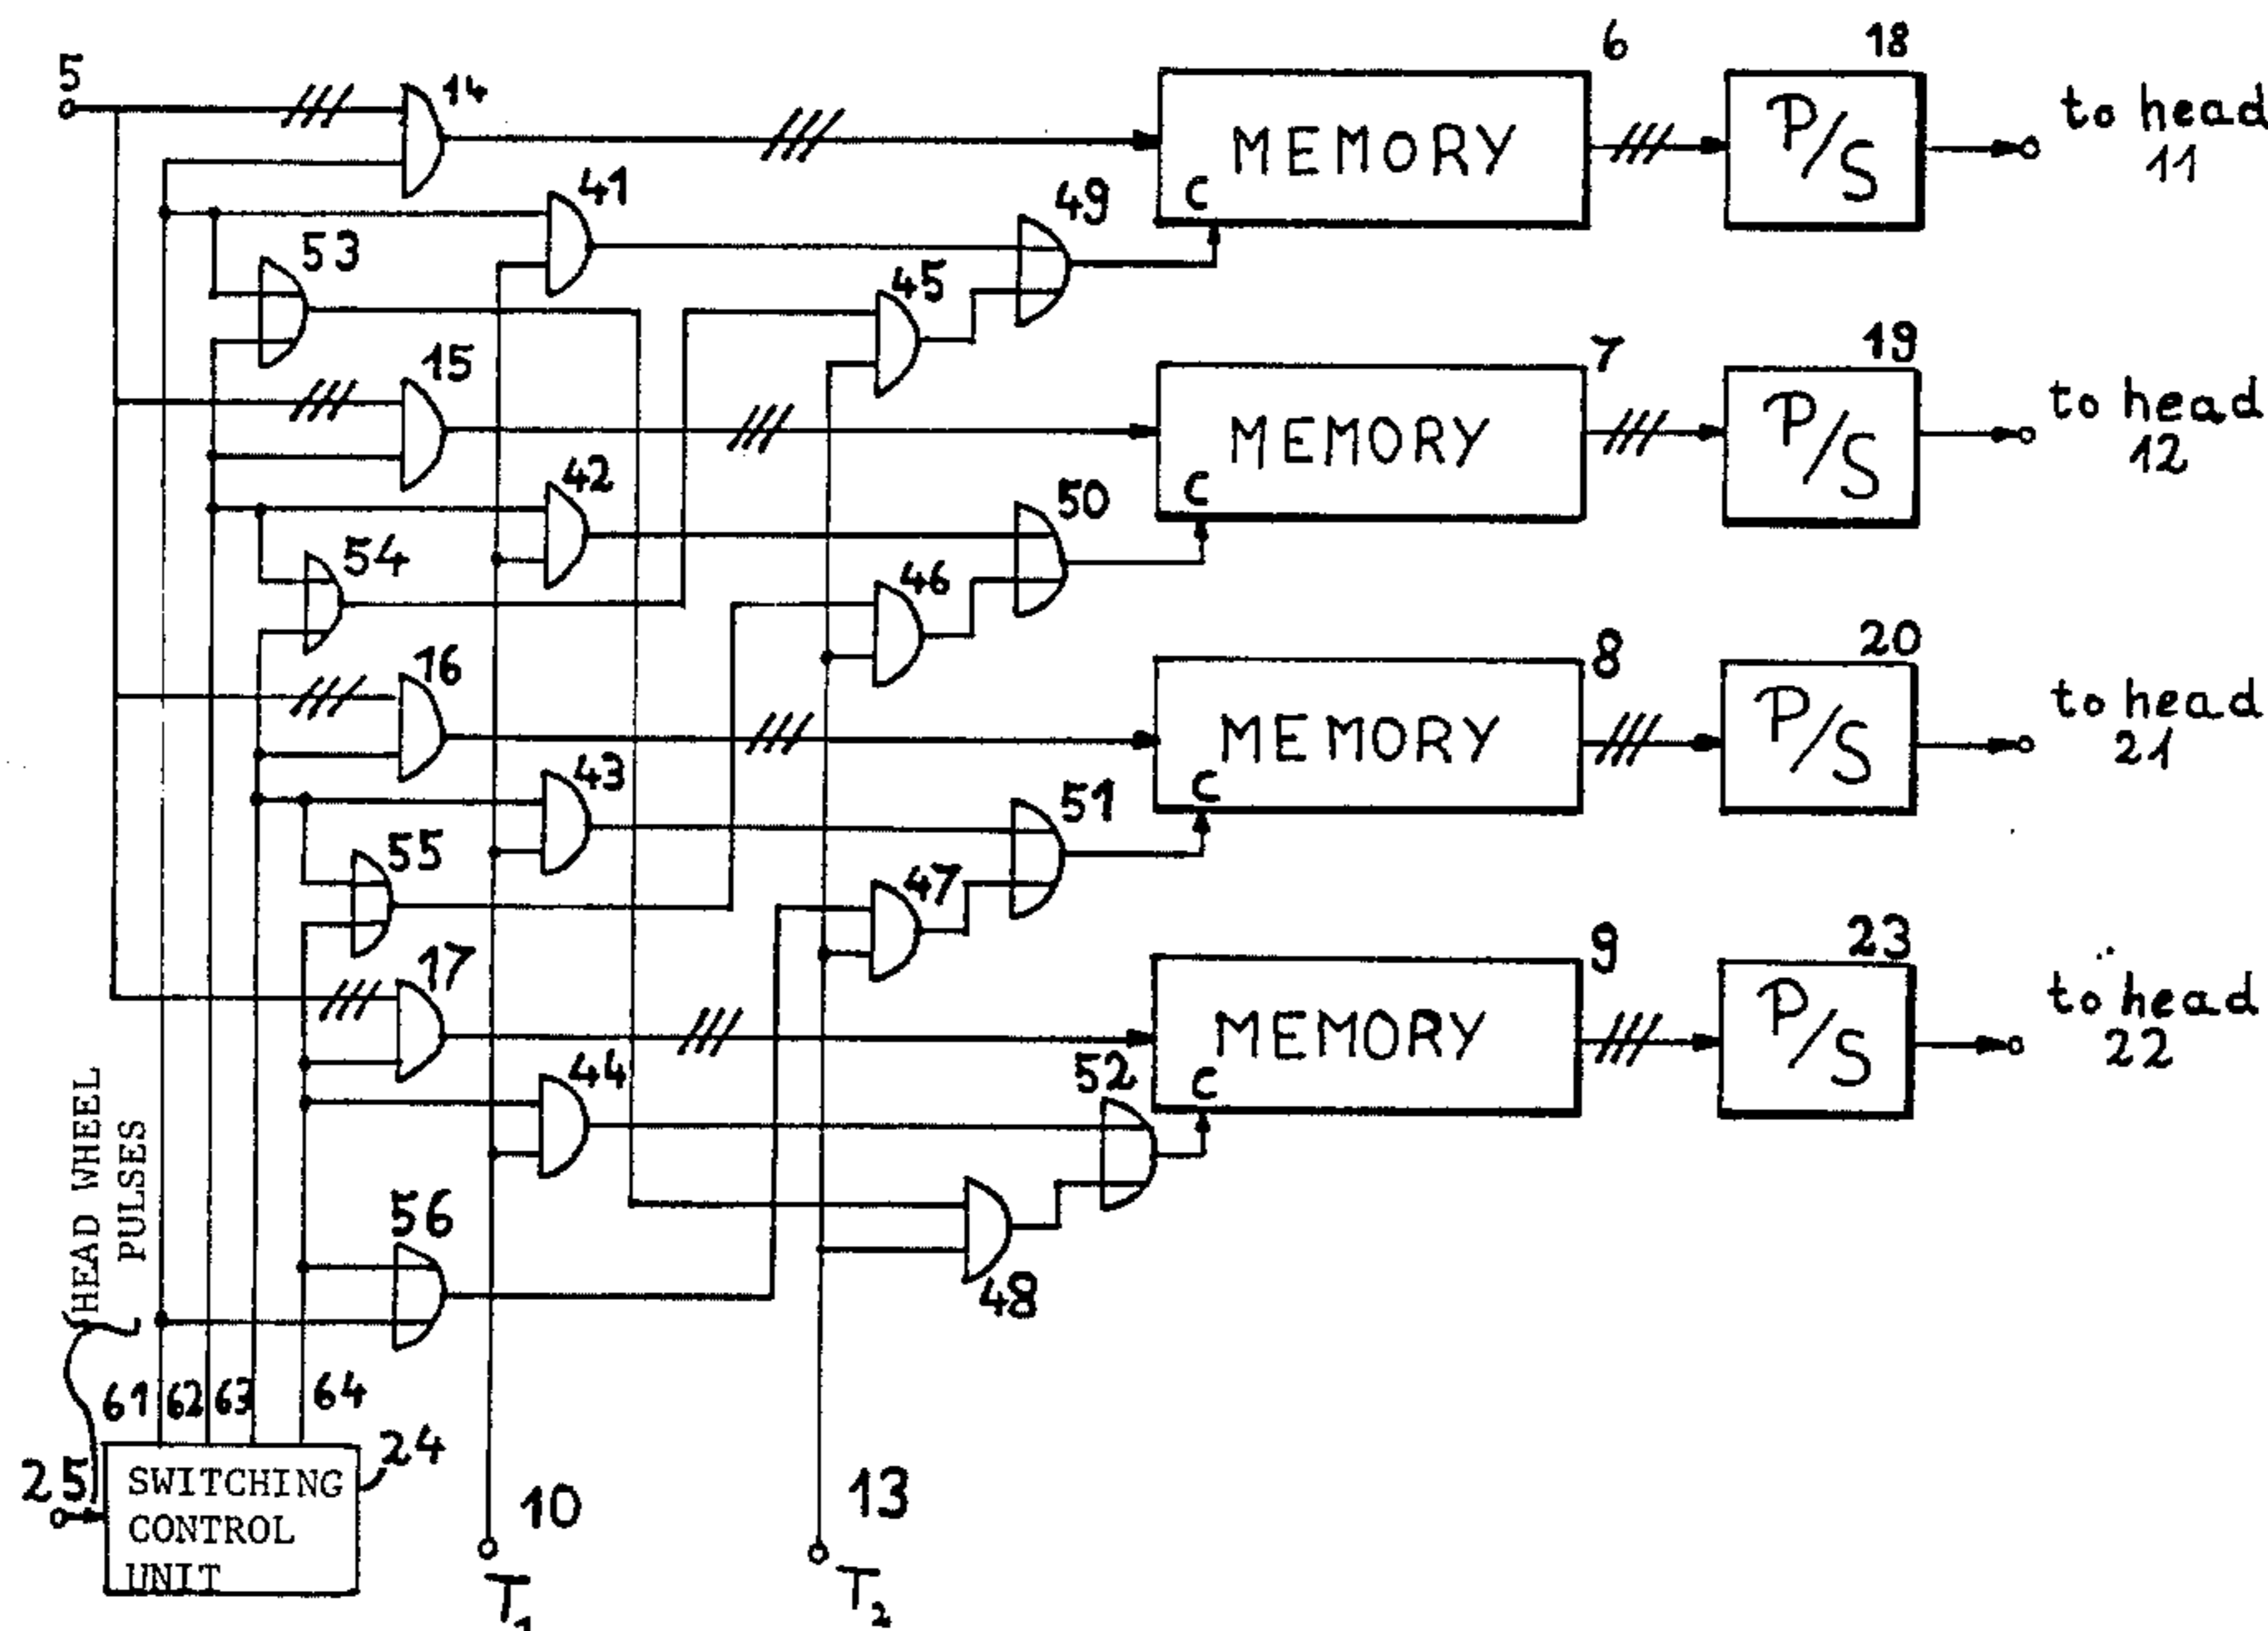 5
14
6
18
MEMORY
C
P/S
to head
11
41
49
53
45
15
7
19
MEMORY
C
P/S
to head
12
42
50
54
46
16
8
20
MEMORY
C
P/S
to head
21
43
51
55
47
17
9
23
MEMORY
C
P/S
to head
22
44
52
56
48
HEAD WHEEL
PULSES
61
62
63
64
24
25
SWITCHING
CONTROL
UNIT
10
T1
13
T2